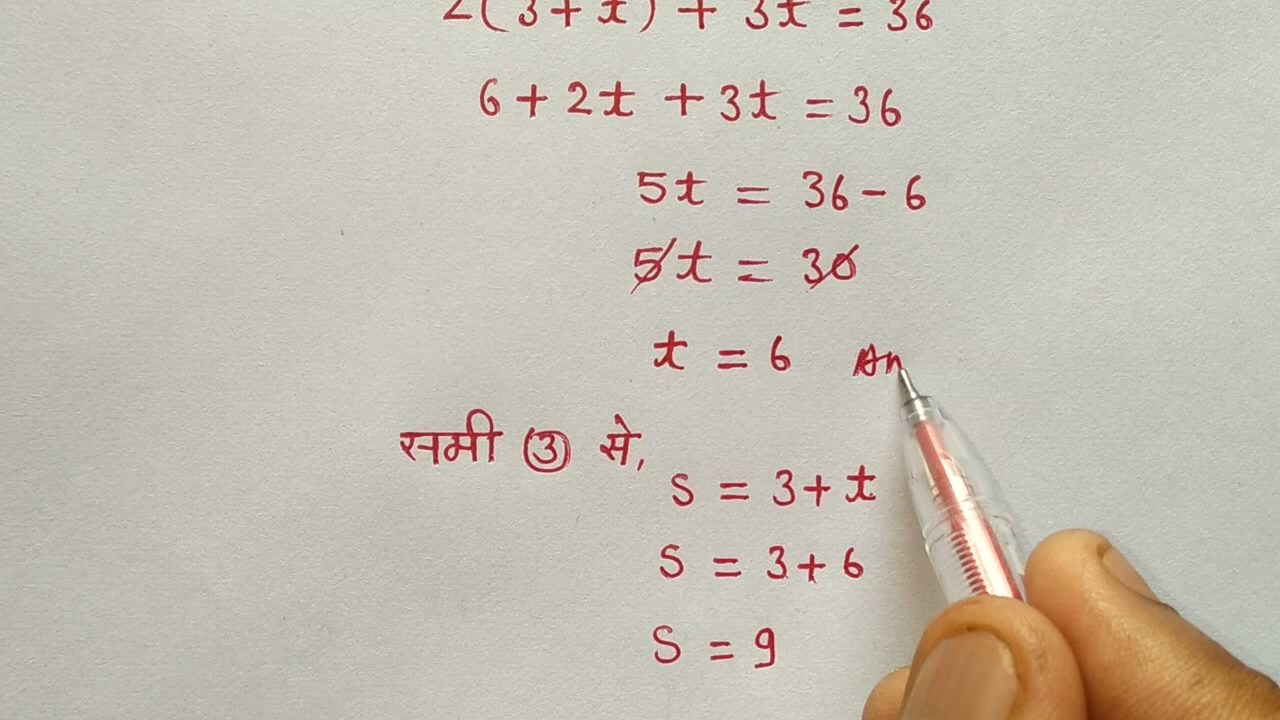 2(3+t) + 3t = 36
6+2t +3t = 36
5t = 36-6
5t = 30
t = 6 An
समी ③ से,
s = 3+t
s = 3+6
s = 9